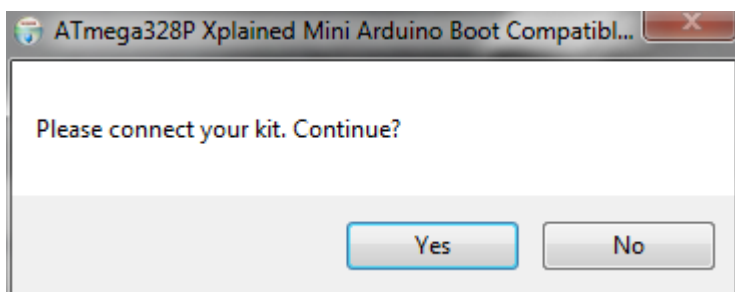 ATmega328P Xplained Mini Arduino Boot Compatibl...
Please connect your kit. Continue?
Yes No